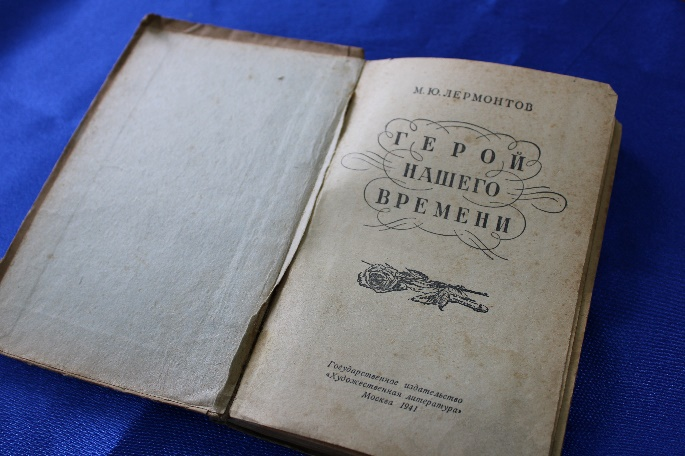 М. Ю. ЛЕРМОНТОВ
ГЕРОЙ
НАШЕГО
ВРЕМЕНИ
Государственное издательство
«Художественная литература»
Москва 1941